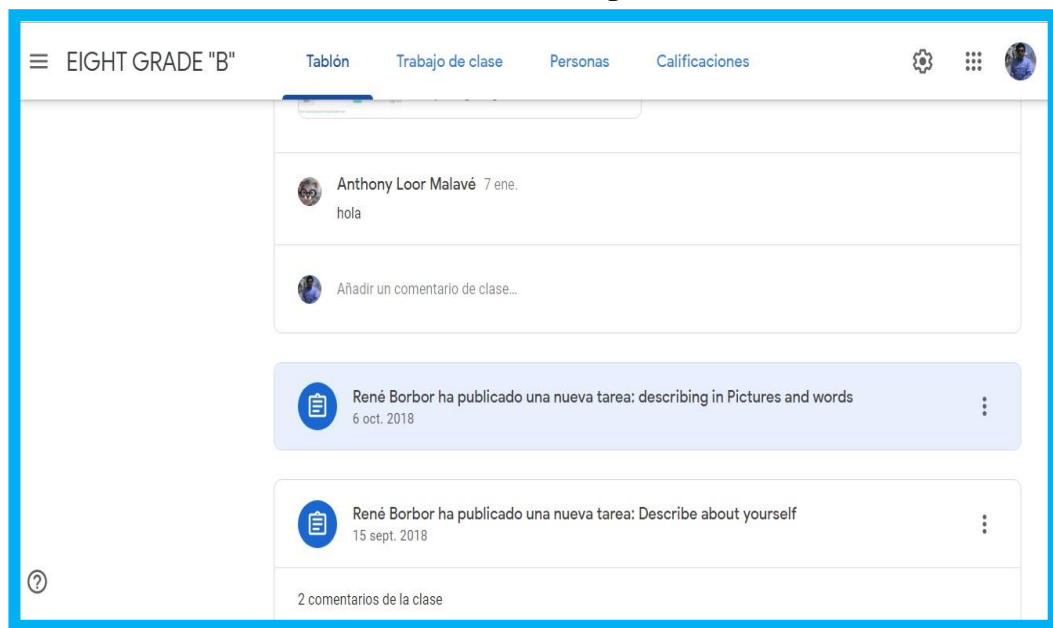 EIGHT GRADE "B"
Tablón
Trabajo de clase
Personas
Calificaciones
Anthony Loor Malavé 7 ene.
hola
Añadir un comentario de clase...
René Borbor ha publicado una nueva tarea: describing in Pictures and words
6 oct. 2018
René Borbor ha publicado una nueva tarea: Describe about yourself
15 sept. 2018
2 comentarios de la clase